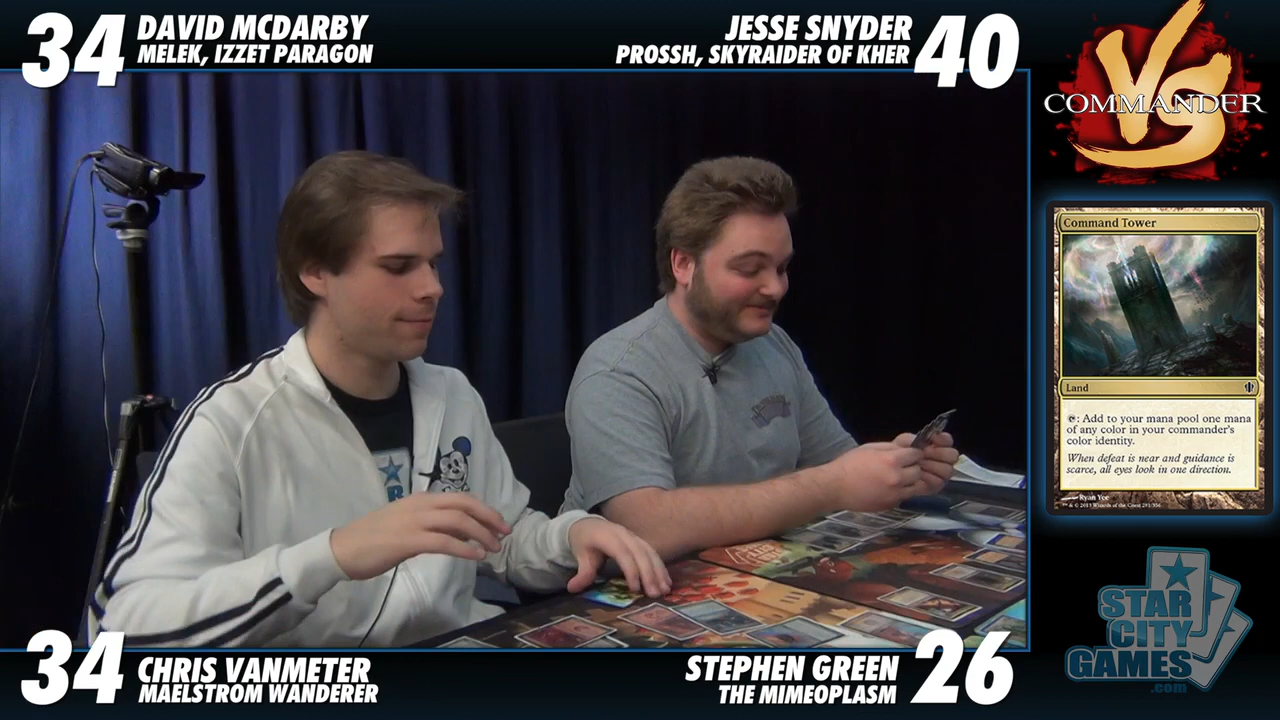 34
DAVID MCDARBY
MELEK, IZZET PARAGON
JESSE SNYDER
PROSSH, SKYRAIDER OF KHER
40
VS
COMMANDER
Command Tower
Land
: Add to your mana pool one mana
of any color in your commander's
color identity.
When defeat is near and guidance is
scarce, all eyes look in one direction.
Ryan Yee
34
CHRIS VANMETER
MAELSTROM WANDERER
STEPHEN GREEN
THE MIMEOPLASM
26
STAR
CITY
GAMES
.com